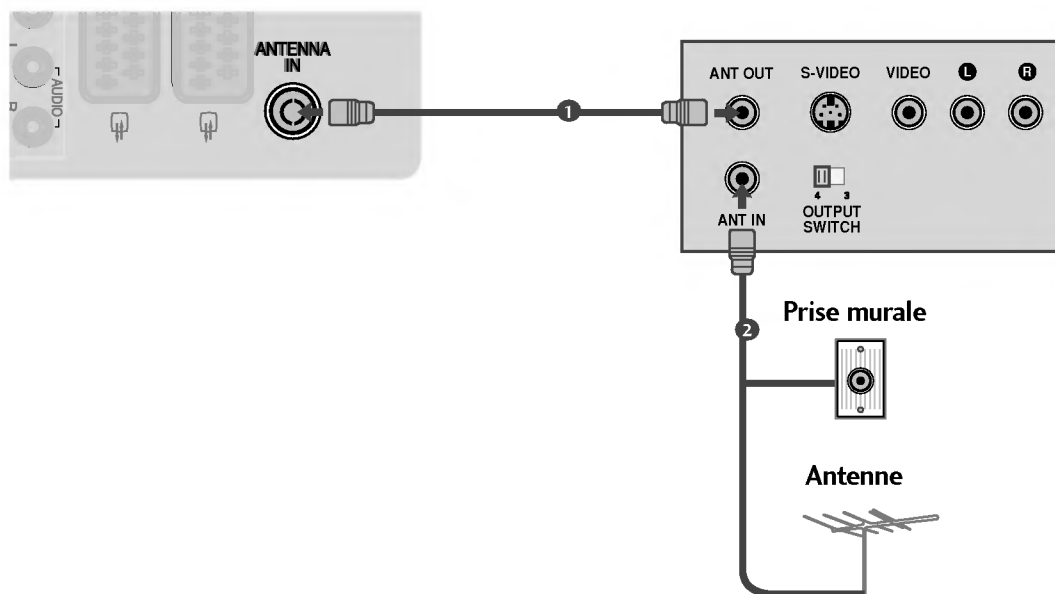 ANTENNA
IN
AUDIO
R
1
ANT OUT
S-VIDEO
VIDEO
L
R
4 3
ANT IN
OUTPUT
SWITCH
2
Prise murale
Antenne